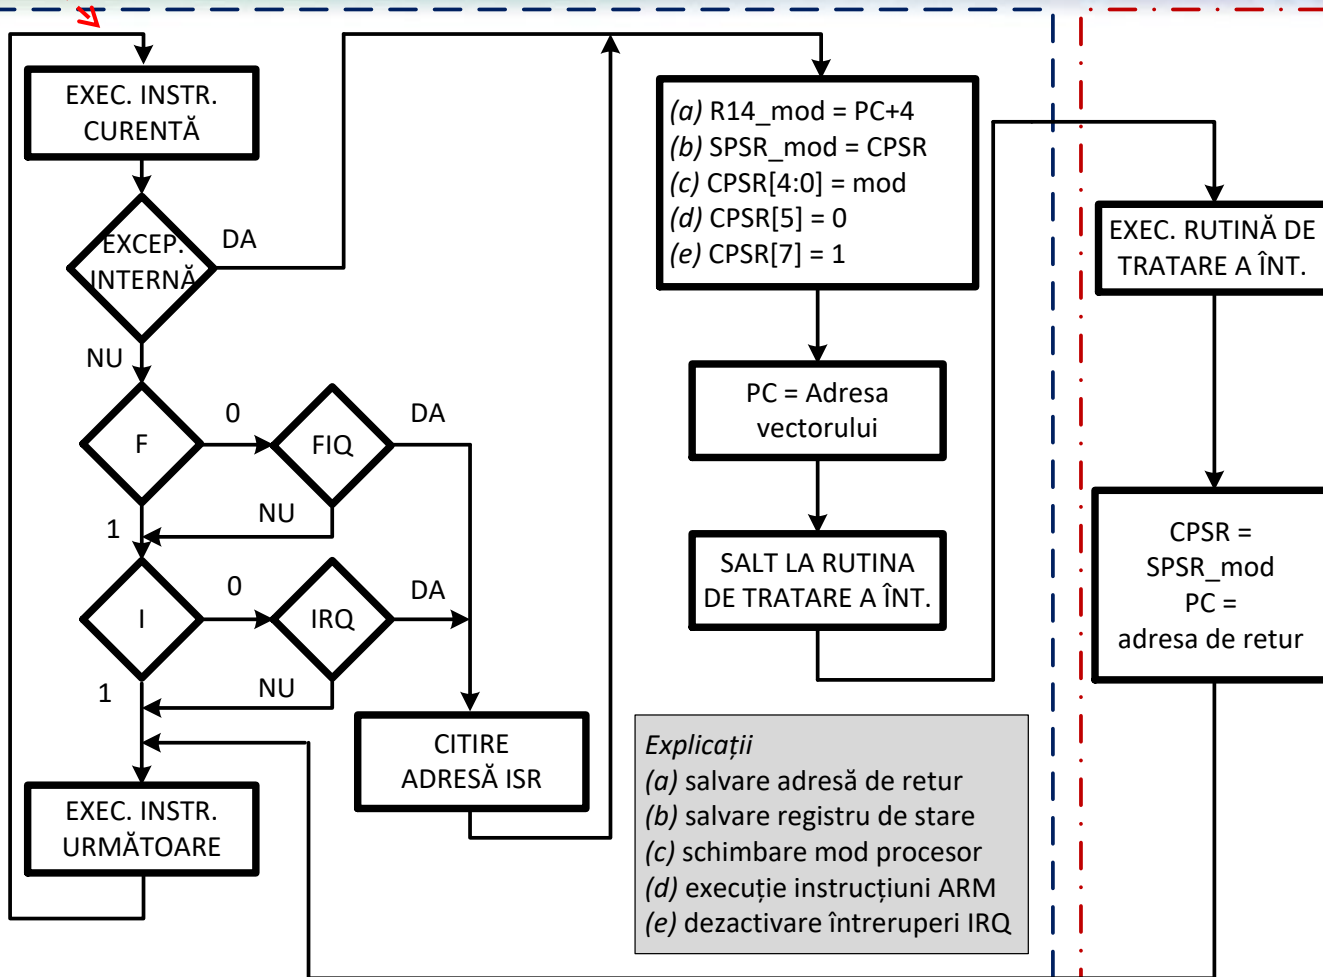 EXEC. INSTR.
CURENTĂ
EXCEP.
INTERNĂ
DA
NU
F
0
FIQ
DA
NU
1
I
0
IRQ
DA
NU
1
EXEC. INSTR.
URMĂTOARE
CITIRE
ADRESĂ ISR
(a) R14_mod = PC+4
(b) SPSR_mod = CPSR
(c) CPSR[4:0] = mod
(d) CPSR[5] = 0
(e) CPSR[7] = 1
PC = Adresa
vectorului
SALT LA RUTINA
DE TRATARE A ÎNT.
Explicații
(a) salvare adresă de retur
(b) salvare registru de stare
(c) schimbare mod procesor
(d) execuție instrucțiuni ARM
(e) dezactivare întreruperi IRQ
EXEC. RUTINĂ DE
TRATARE A ÎNT.
CPSR =
SPSR_mod
PC =
adresa de retur